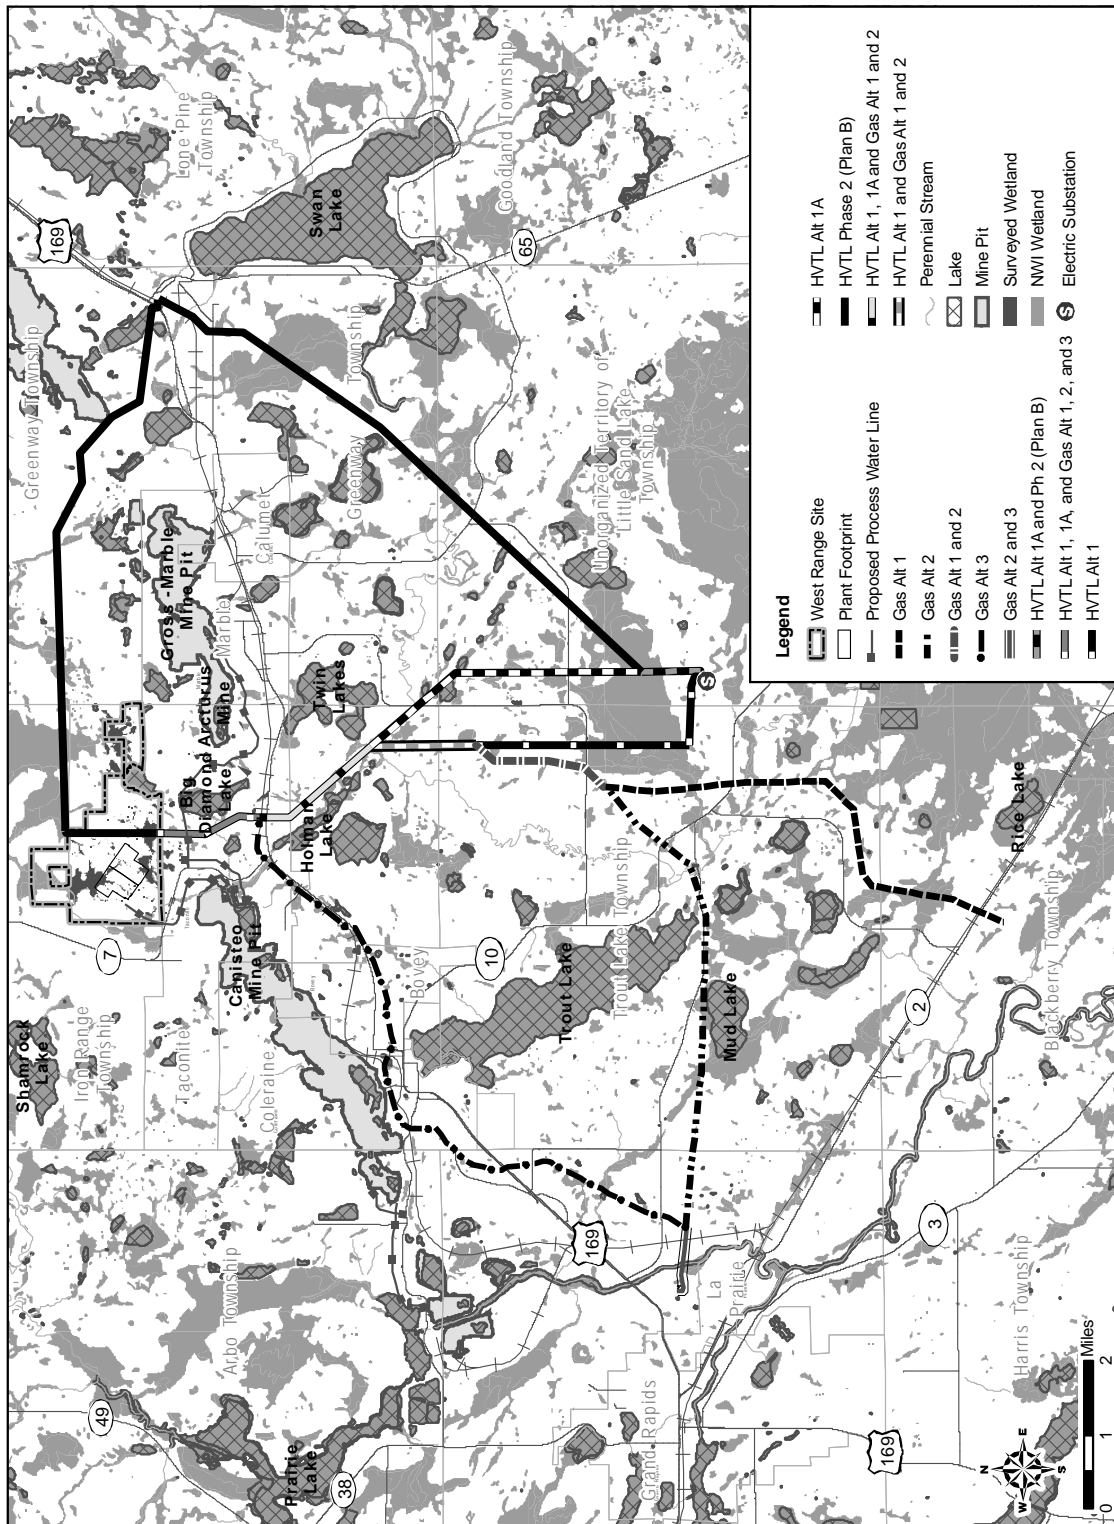 Shamrock
Lake
Iron Range
Township
Taconite
Coleraine
Canisteo
Mine Pit
Bovey
Arbo Township
Prairie
Lake
Greenway Township
Gross -Marble
Mine Pit
Marble
Calumet
Arcturus
Mine
Big
Diamond
Lake
Twin
Lakes
Holman
Lake
Lone Pine
Township
Swan
Lake
Goodland Township
Greenway
Township
Unorganized Territory of
Little Sand Lake
Township
Trout Lake
Trout Lake Township
Mud Lake
Rice Lake
Blackberry Township
La
Prairie
Grand Rapids
Harris Township
169
169
169
65
7
10
2
3
49
38
S
N
E
S
W
0 1 2
Miles
Legend
West Range Site
Plant Footprint
Proposed Process Water Line
Gas Alt 1
Gas Alt 2
Gas Alt 1 and 2
Gas Alt 3
Gas Alt 2 and 3
HVTL Alt 1A and Ph 2 (Plan B)
HVTL Alt 1, 1A, and Gas Alt 1, 2, and 3
HVTL Alt 1
HVTL Alt 1A
HVTL Phase 2 (Plan B)
HVTL Alt 1, 1A and Gas Alt 1 and 2
HVTL Alt 1 and Gas Alt 1 and 2
Perennial Stream
Lake
Mine Pit
Surveyed Wetland
NWI Wetland
Electric Substation